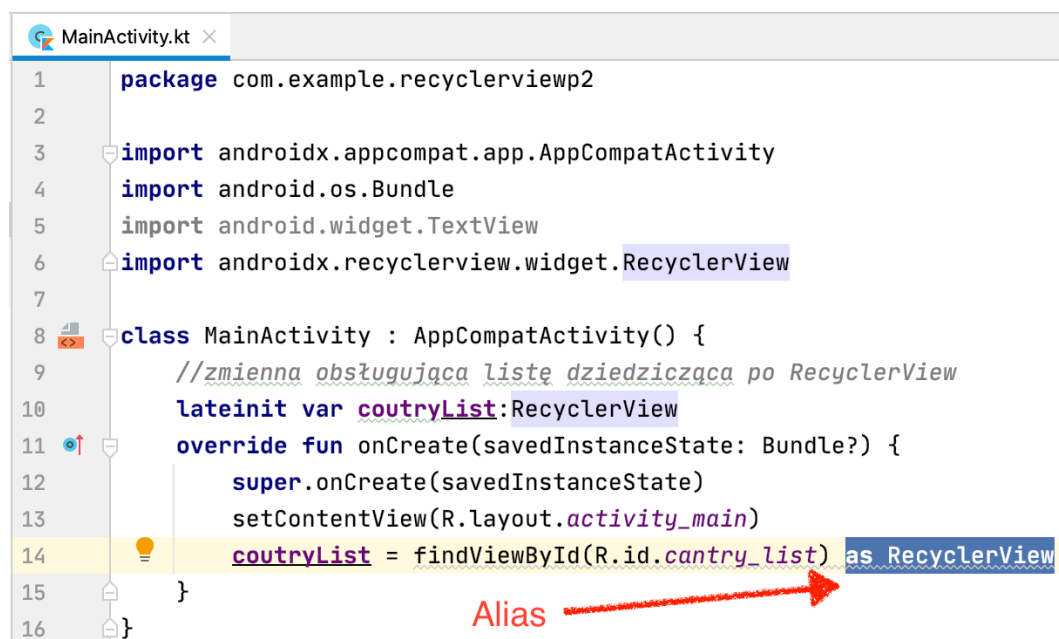 MainActivity.kt
1 package com.example.recyclerviewp2
2
3 import androidx.appcompat.app.AppCompatActivity
4 import android.os.Bundle
5 import android.widget.TextView
6 import androidx.recyclerview.widget.RecyclerView
7
8 class MainActivity : AppCompatActivity() {
9 //zmienna obsługująca listę dziedzicząca po RecyclerView
10 lateinit var coutryList:RecyclerView
11 override fun onCreate(savedInstanceState: Bundle?) {
12 super.onCreate(savedInstanceState)
13 setContentView(R.layout.activity_main)
14 coutryList = findViewById(R.id.cantry_list) as RecyclerView
15 }
Alias
16 }